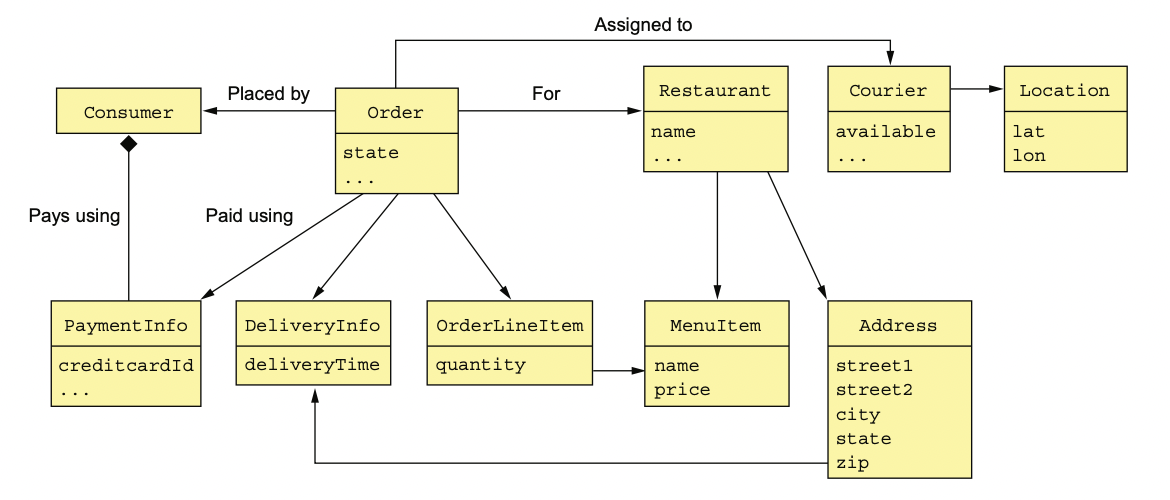 Assigned to
Consumer
Placed by
Order
state
...
For
Restaurant
name
...
Courier
available
...
Location
lat
lon
Pays using
Paid using
PaymentInfo
creditcardId
...
DeliveryInfo
deliveryTime
OrderLineItem
quantity
MenuItem
name
price
Address
street1
street2
city
state
zip